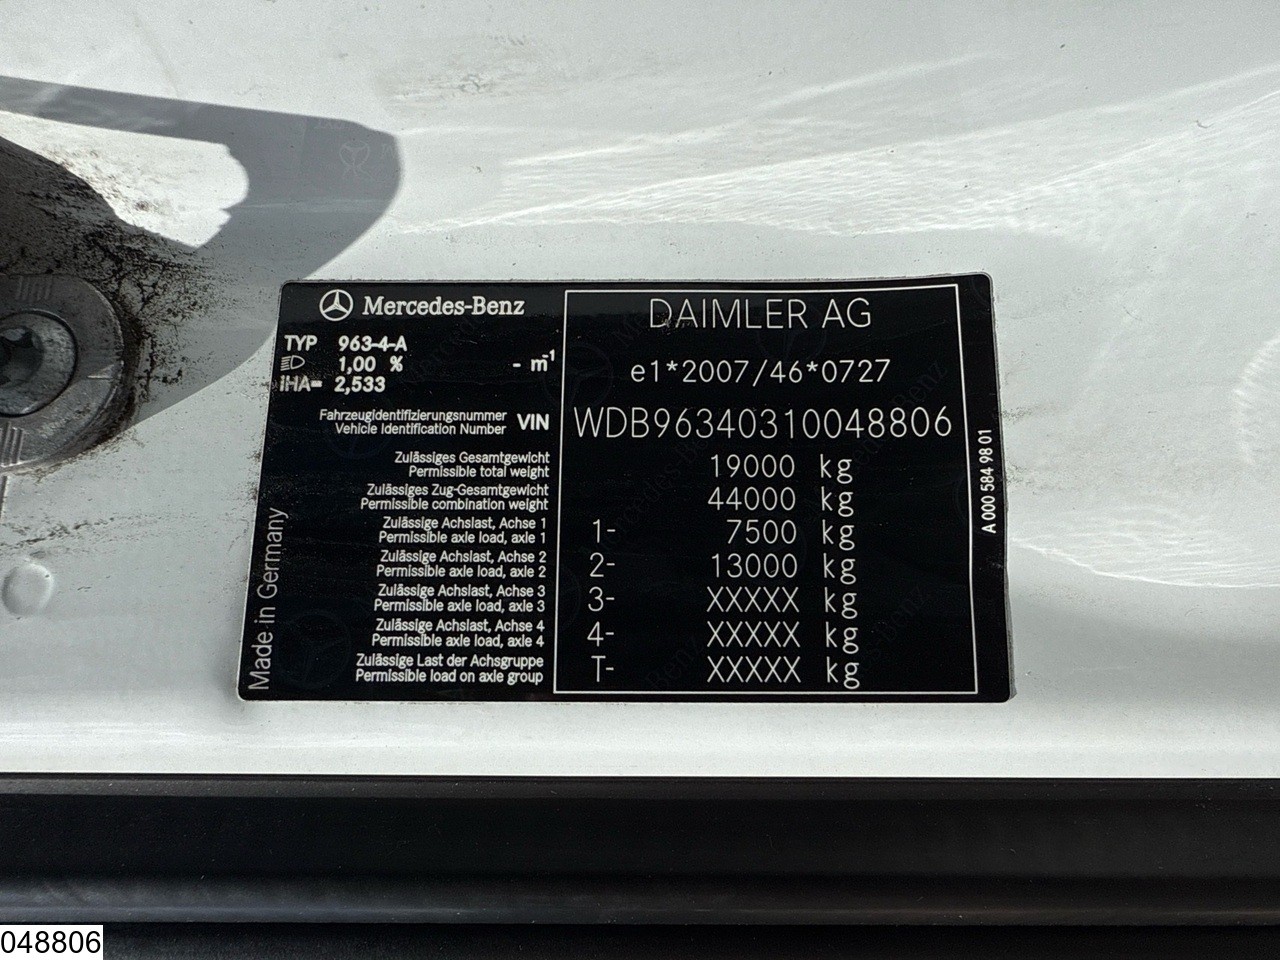 Mercedes-Benz
TYP 963-4-A
1,00 % - m⁻¹
IHA= 2,533
DAIMLER AG
e1*2007/46*0727
Fahrzeugidentifizierungsnummer
Vehicle Identification Number VIN WDB96340310048806
Zulässiges Gesamtgewicht
Permissible total weight 19000 kg
Zulässiges Zug-Gesamtgewicht
Permissible combination weight 44000 kg
Zulässige Achslast, Achse 1
Permissible axle load, axle 1 1- 7500 kg
Zulässige Achslast, Achse 2
Permissible axle load, axle 2 2- 13000 kg
Zulässige Achslast, Achse 3
Permissible axle load, axle 3 3- XXXXX kg
Zulässige Achslast, Achse 4
Permissible axle load, axle 4 4- XXXXX kg
Zulässige Last der Achsgruppe
Permissible load on axle group T- XXXXX kg
Made in Germany
A 000 584 98 01
048806